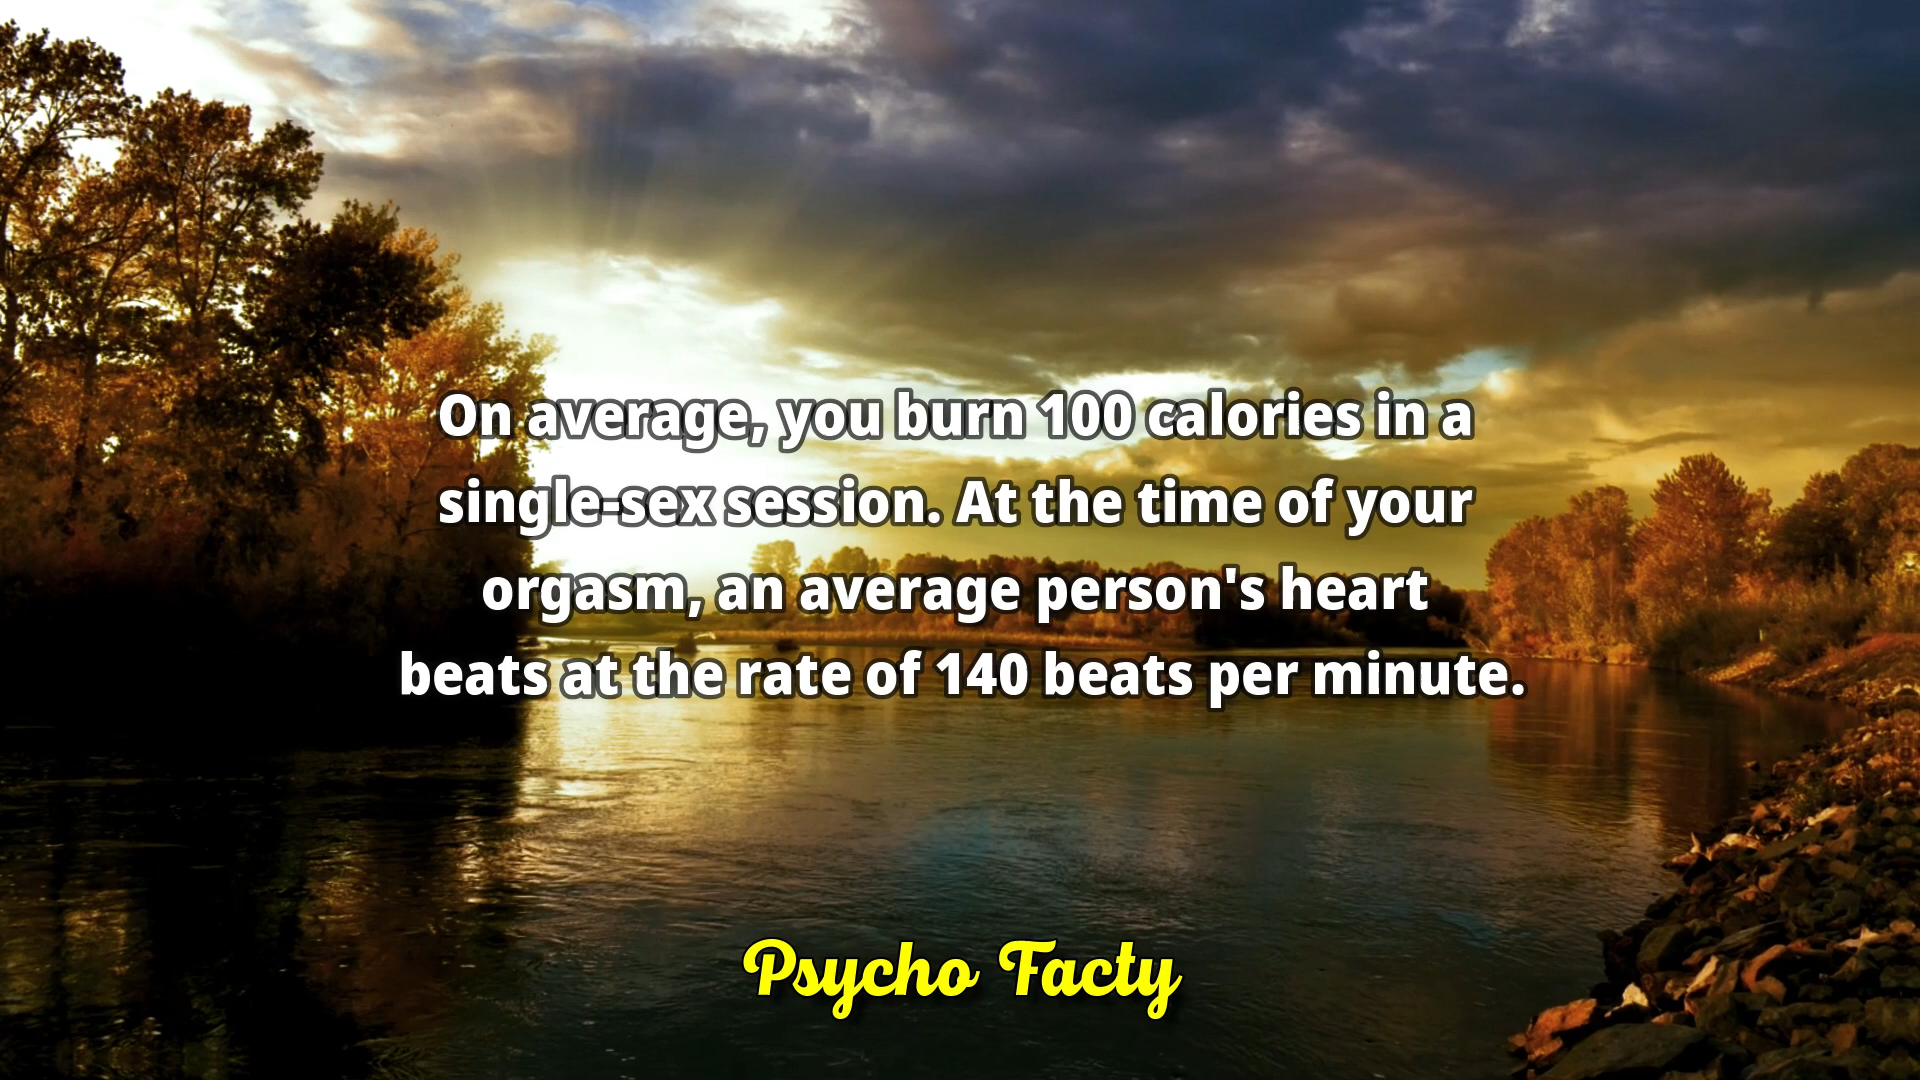 On average, you burn 100 calories in a
single-sex session. At the time of your
orgasm, an average person's heart
beats at the rate of 140 beats per minute.
Psycho Facty